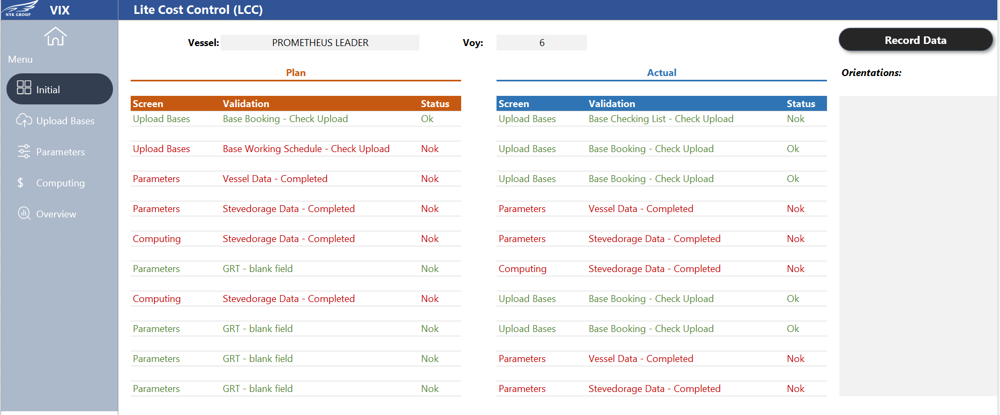 NYK GROUP
VIX
Lite Cost Control (LCC)
Menu
Initial
Upload Bases
Parameters
$ Computing
Overview
Vessel: PROMETHEUS LEADER Voy: 6
Record Data
Plan
Screen Validation Status
Upload Bases Base Booking - Check Upload Ok
Upload Bases Base Working Schedule - Check Upload Nok
Parameters Vessel Data - Completed Nok
Parameters Stevedorage Data - Completed Nok
Computing Stevedorage Data - Completed Nok
Parameters GRT - blank field Nok
Computing Stevedorage Data - Completed Nok
Parameters GRT - blank field Nok
Parameters GRT - blank field Nok
Parameters GRT - blank field Nok
Actual
Screen Validation Status
Upload Bases Base Checking List - Check Upload Nok
Upload Bases Base Booking - Check Upload Ok
Upload Bases Base Booking - Check Upload Ok
Parameters Vessel Data - Completed Nok
Parameters Stevedorage Data - Completed Nok
Computing Stevedorage Data - Completed Nok
Upload Bases Base Booking - Check Upload Ok
Upload Bases Base Booking - Check Upload Ok
Parameters Vessel Data - Completed Nok
Parameters Stevedorage Data - Completed Nok
Orientations: